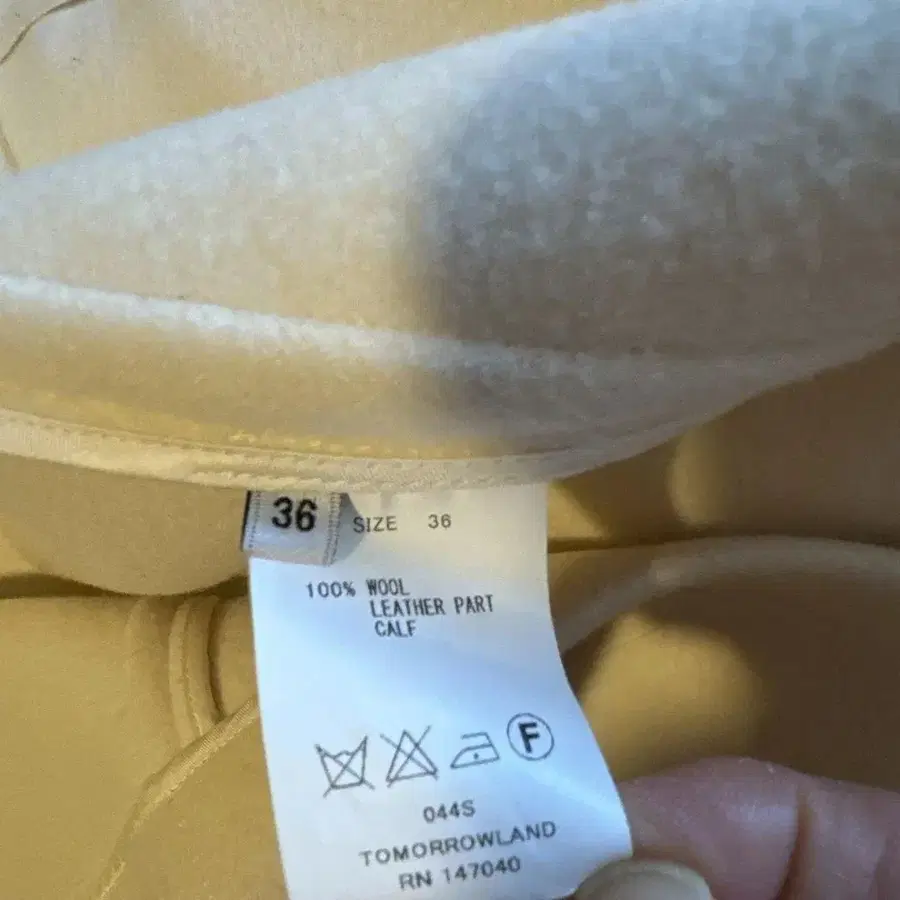 36
SIZE 36
100% WOOL
LEATHER PART
CALF
F
044S
TOMORROWLAND
RN 147040